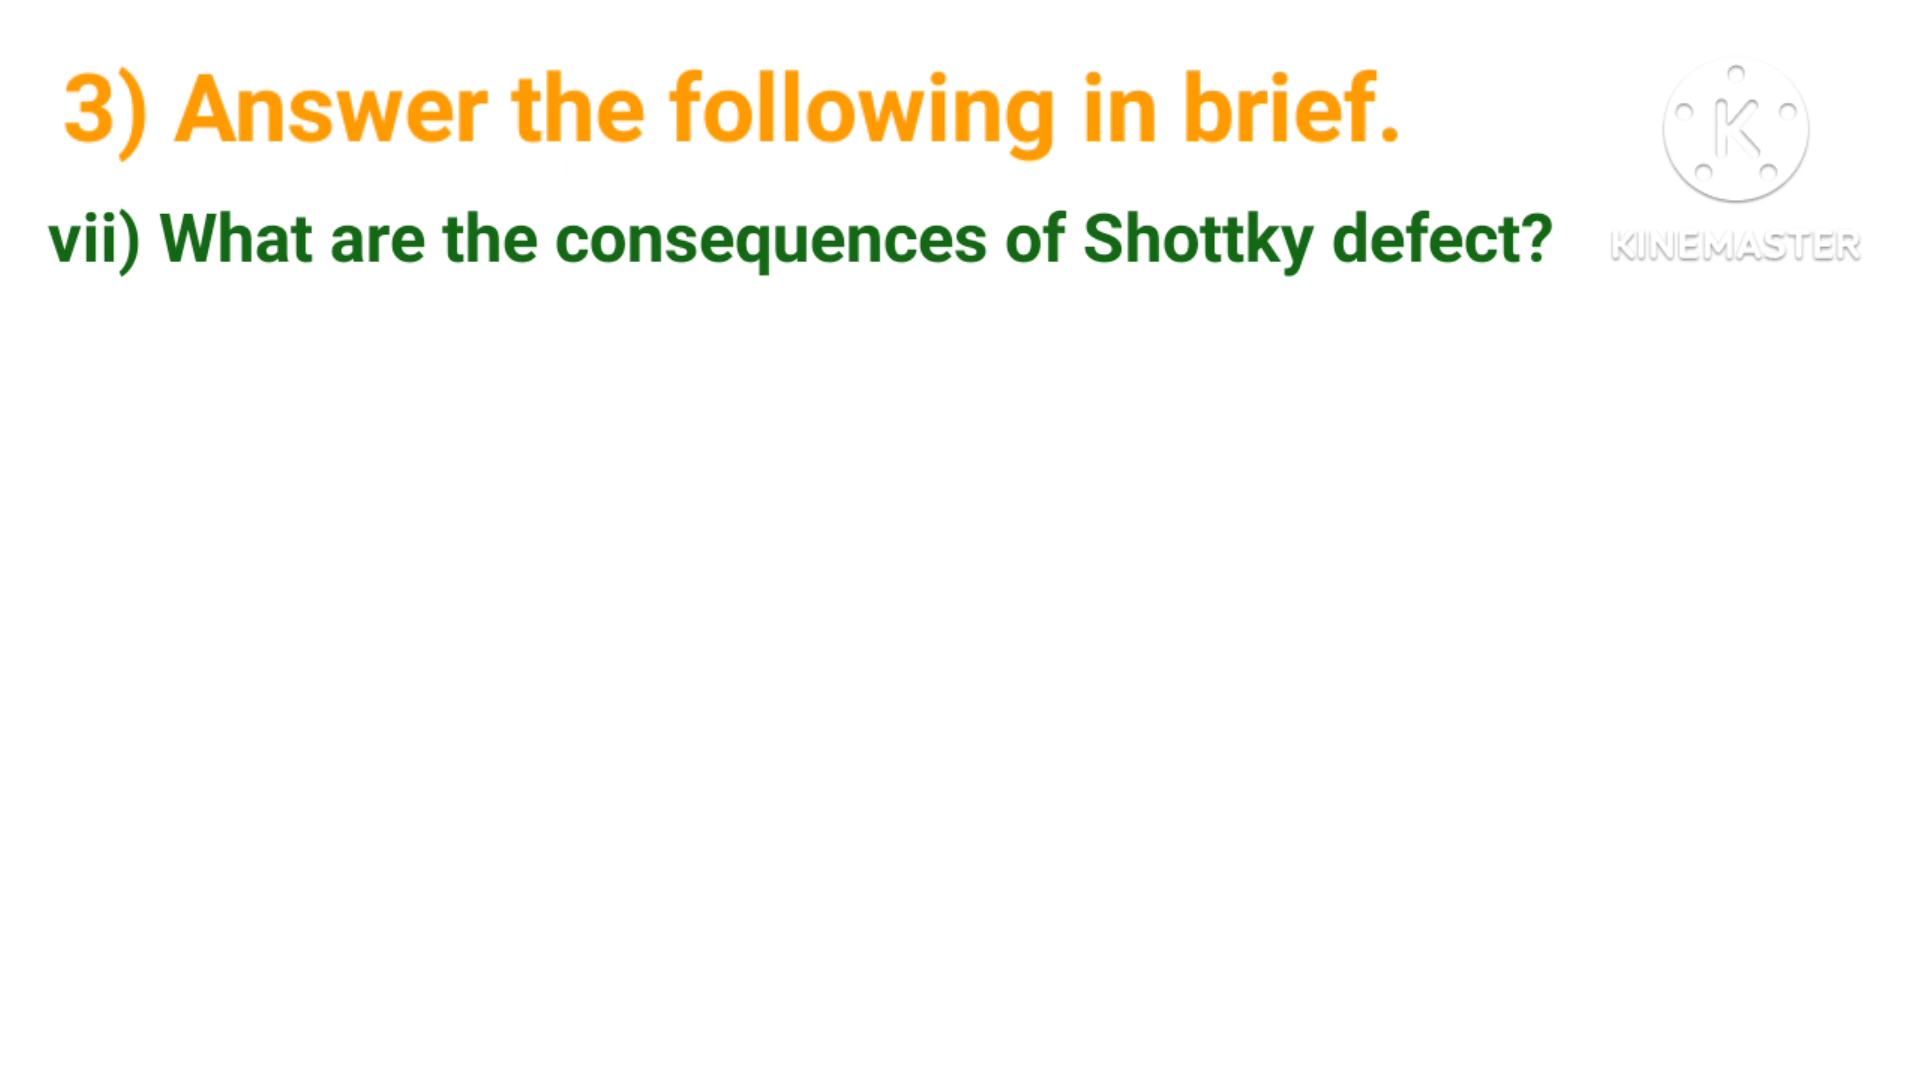 3) Answer the following in brief.
vii) What are the consequences of Shottky defect?
K
KINEMASTER